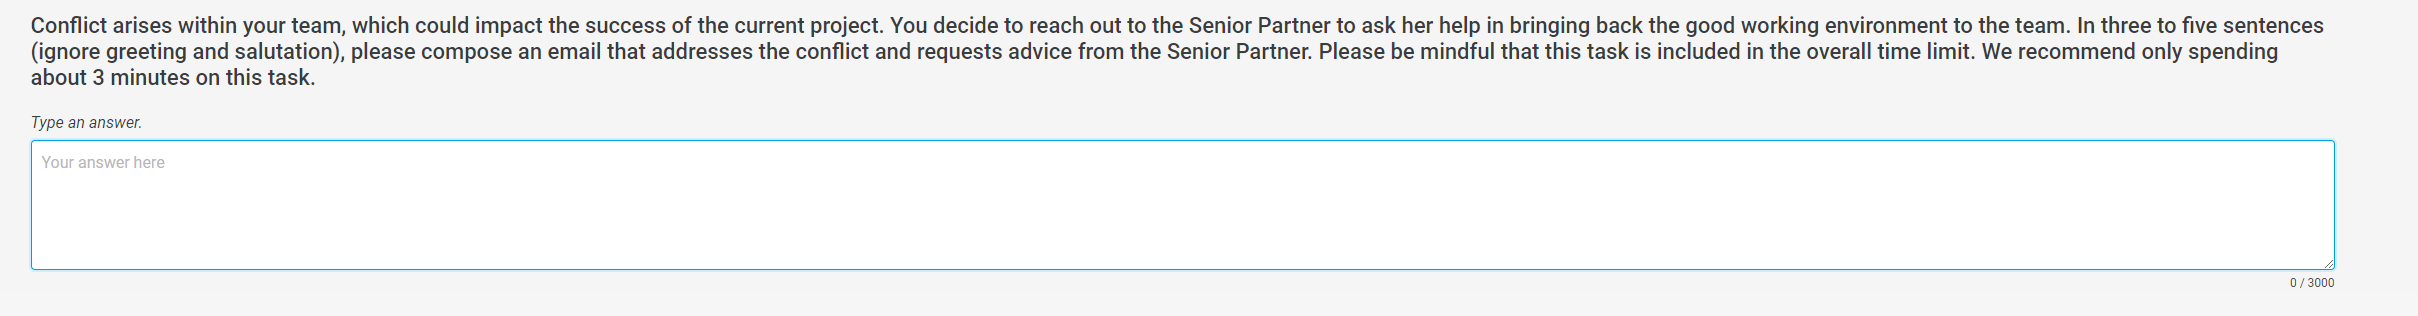 Conflict arises within your team, which could impact the success of the current project. You decide to reach out to the Senior Partner to ask her help in bringing back the good working environment to the team. In three to five sentences
(ignore greeting and salutation), please compose an email that addresses the conflict and requests advice from the Senior Partner. Please be mindful that this task is included in the overall time limit. We recommend only spending
about 3 minutes on this task.
Type an answer.
Your answer here
0 / 3000